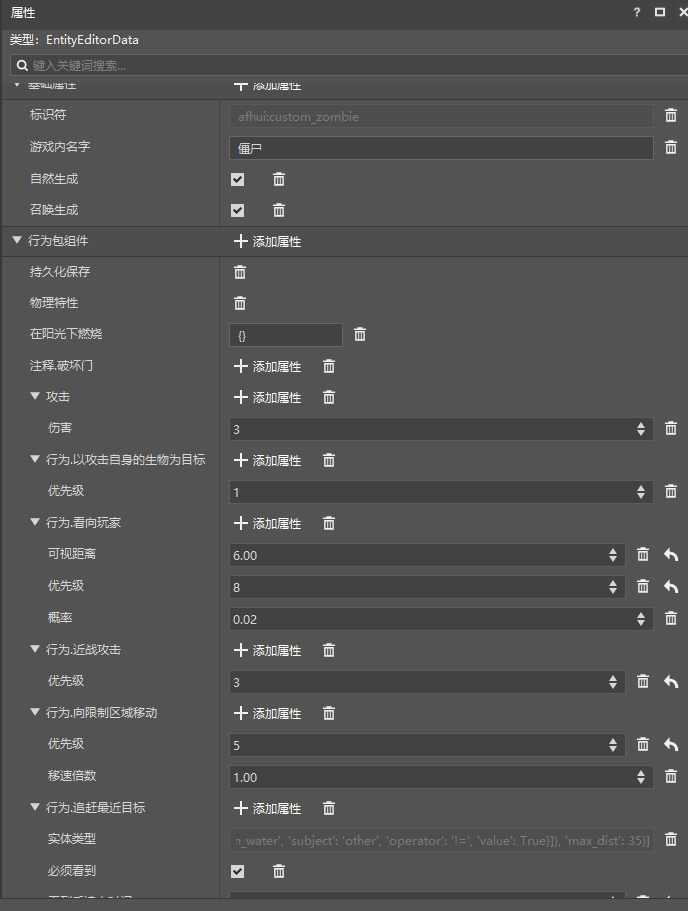 属性
?
类型: EntityEditorData
键入关键词搜索...
基础属性 添加属性
标识符 afhui:custom_zombie
游戏内名字 僵尸
自然生成
召唤生成
行为包组件 添加属性
持久化保存
物理特性
在阳光下燃烧 {}
注释.破坏门 添加属性
攻击 添加属性
伤害 3
行为.以攻击自身的生物为目标 添加属性
优先级 1
行为.看向玩家 添加属性
可视距离 6.00
优先级 8
概率 0.02
行为.近战攻击 添加属性
优先级 3
行为.向限制区域移动 添加属性
优先级 5
移速倍数 1.00
行为.追赶最近目标 添加属性
实体类型 n_water', 'subject': 'other', 'operator': '!=', 'value': True}]}, 'max_dist': 35}]
必须看到